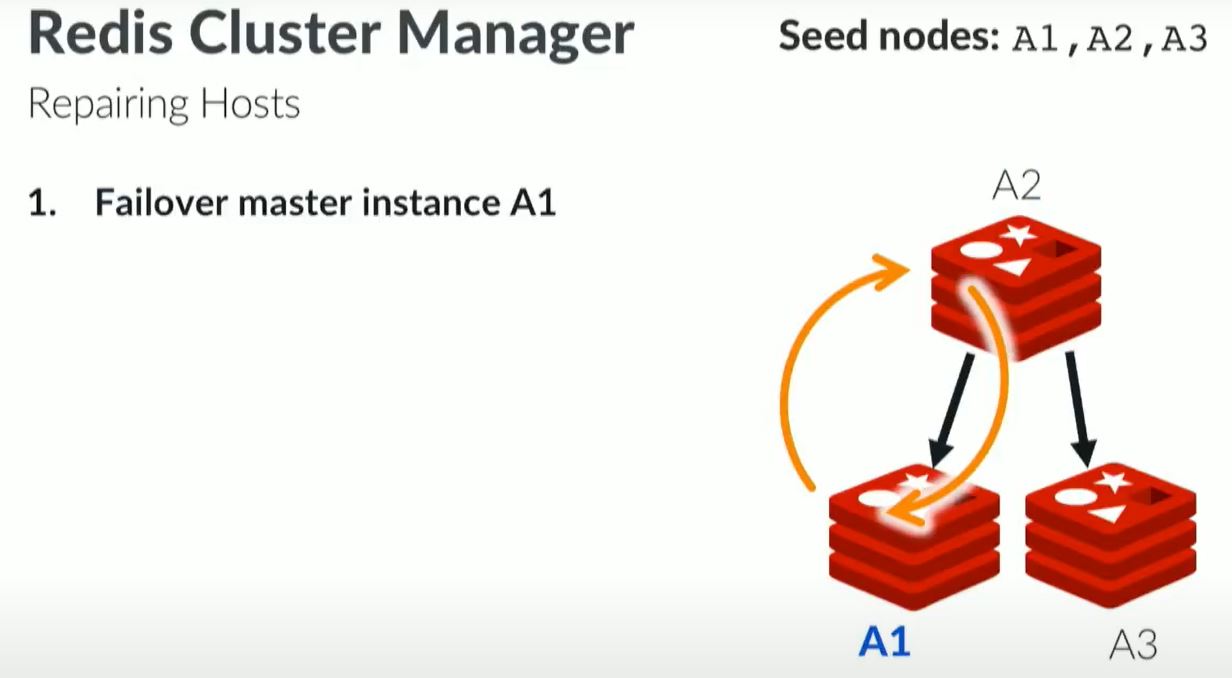 Redis Cluster Manager
Seed nodes: A1,A2,A3
Repairing Hosts
1. Failover master instance A1
A2
A1
A3